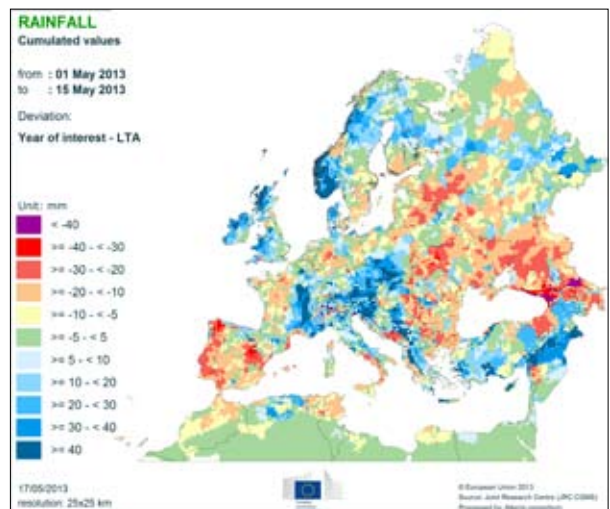 RAINFALL
Cumulated values
from : 01 May 2013
to : 15 May 2013
Deviation:
Year of interest - LTA
Unit: mm
< -40
>= -40 - < -30
>= -30 - < -20
>= -20 - < -10
>= -10 - < -5
>= -5 - < 5
>= 5 - < 10
>= 10 - < 20
>= 20 - < 30
>= 30 - < 40
>= 40
17/05/2013
resolution: 25x25 km
© European Union 2013
Source: Joint Research Centre (JRC